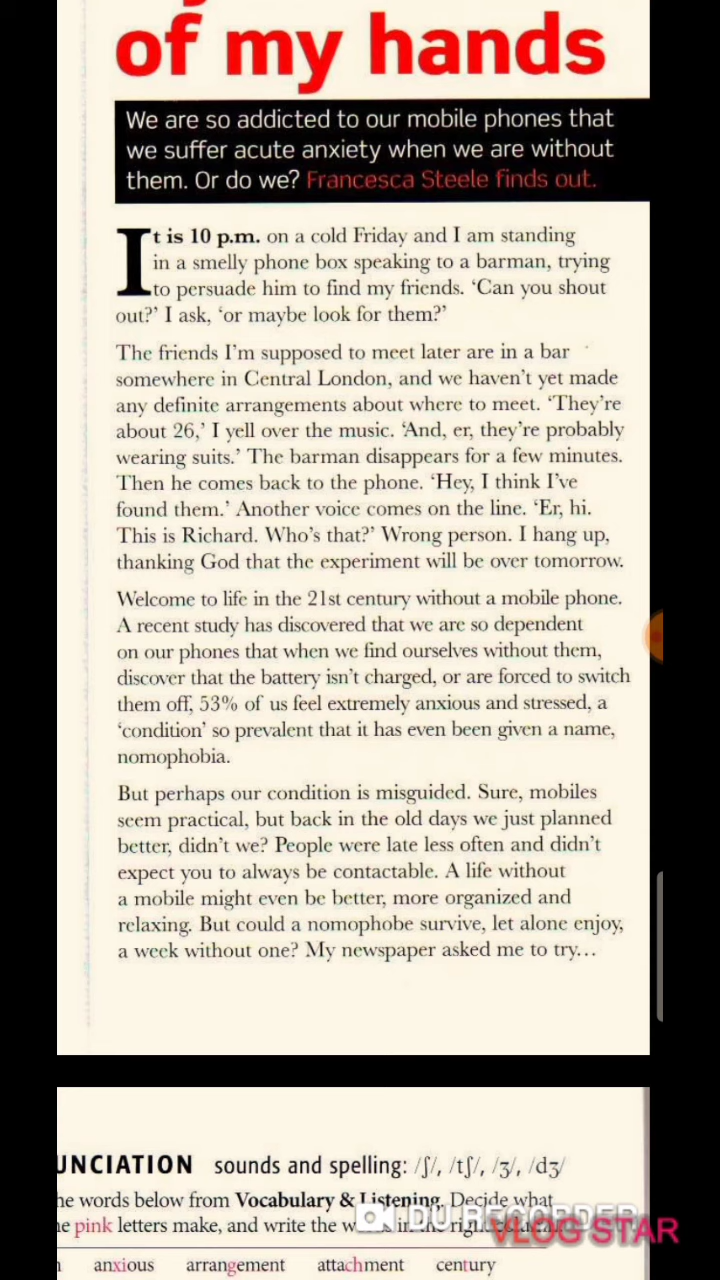 of my hands
We are so addicted to our mobile phones that
we suffer acute anxiety when we are without
them. Or do we? Francesca Steele finds out.
It is 10 p.m. on a cold Friday and I am standing
in a smelly phone box speaking to a barman, trying
to persuade him to find my friends. ‘Can you shout
out?’ I ask, ‘or maybe look for them?’
The friends I’m supposed to meet later are in a bar
somewhere in Central London, and we haven’t yet made
any definite arrangements about where to meet. ‘They’re
about 26,’ I yell over the music. ‘And, er, they’re probably
wearing suits.’ The barman disappears for a few minutes.
Then he comes back to the phone. ‘Hey, I think I’ve
found them.’ Another voice comes on the line. ‘Er, hi.
This is Richard. Who’s that?’ Wrong person. I hang up,
thanking God that the experiment will be over tomorrow.
Welcome to life in the 21st century without a mobile phone.
A recent study has discovered that we are so dependent
on our phones that when we find ourselves without them,
discover that the battery isn’t charged, or are forced to switch
them off, 53% of us feel extremely anxious and stressed, a
‘condition’ so prevalent that it has even been given a name,
nomophobia.
But perhaps our condition is misguided. Sure, mobiles
seem practical, but back in the old days we just planned
better, didn’t we? People were late less often and didn’t
expect you to always be contactable. A life without
a mobile might even be better, more organized and
relaxing. But could a nomophobe survive, let alone enjoy,
a week without one? My newspaper asked me to try…
UNCIATION sounds and spelling: /ʃ/, /tʃ/, /ʒ/, /dʒ/
he words below from Vocabulary & Listening. Decide what
pink letters make, and write the in the
DU RECORDER
VLOG STAR
anxious arrangement attachment century